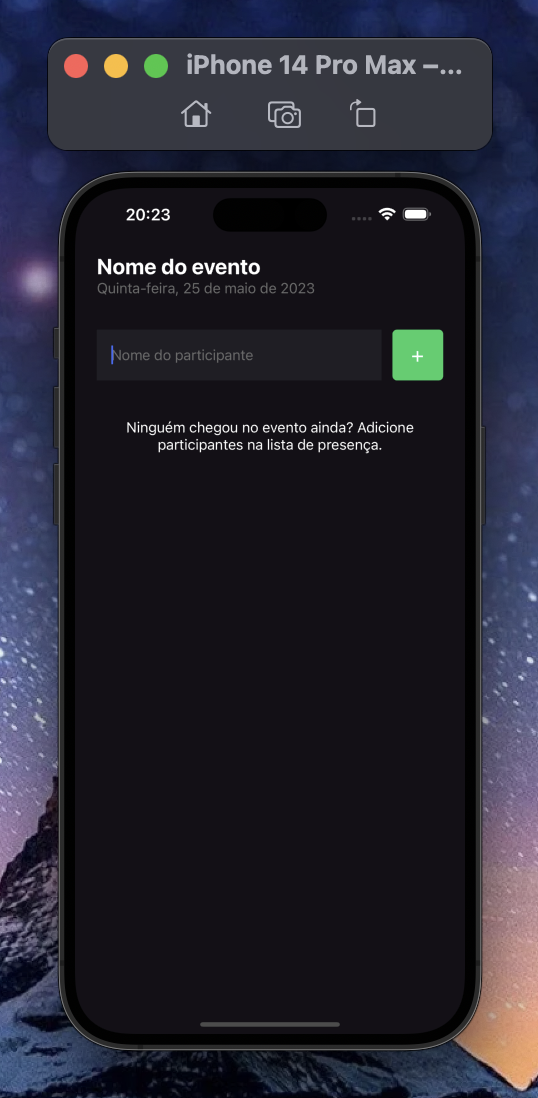 iPhone 14 Pro Max –...
20:23
Nome do evento
Quinta-feira, 25 de maio de 2023
Nome do participante
+
Ninguém chegou no evento ainda? Adicione
participantes na lista de presença.